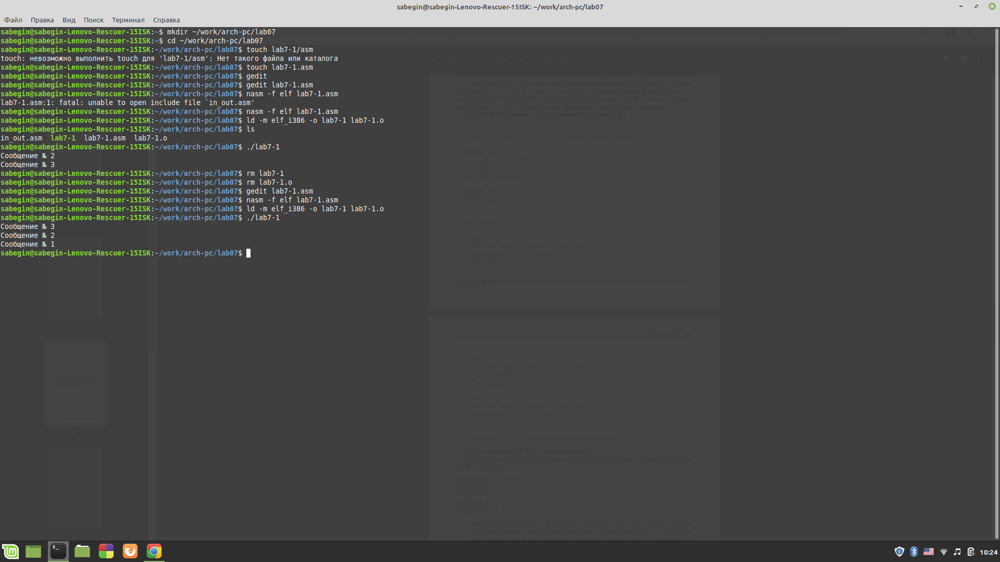 sabegin@sabegin-Lenovo-Rescuer-15ISK: ~/work/arch-pc/lab07
Файл Правка Вид Поиск Терминал Справка
sabegin@sabegin-Lenovo-Rescuer-15ISK:~$ mkdir ~/work/arch-pc/lab07
sabegin@sabegin-Lenovo-Rescuer-15ISK:~$ cd ~/work/arch-pc/lab07
sabegin@sabegin-Lenovo-Rescuer-15ISK:~/work/arch-pc/lab07$ touch lab7-1/asm
touch: невозможно выполнить touch для 'lab7-1/asm': Нет такого файла или каталога
sabegin@sabegin-Lenovo-Rescuer-15ISK:~/work/arch-pc/lab07$ touch lab7-1.asm
sabegin@sabegin-Lenovo-Rescuer-15ISK:~/work/arch-pc/lab07$ gedit
sabegin@sabegin-Lenovo-Rescuer-15ISK:~/work/arch-pc/lab07$ gedit lab7-1.asm
sabegin@sabegin-Lenovo-Rescuer-15ISK:~/work/arch-pc/lab07$ nasm -f elf lab7-1.asm
lab7-1.asm:1: fatal: unable to open include file `in_out.asm'
sabegin@sabegin-Lenovo-Rescuer-15ISK:~/work/arch-pc/lab07$ nasm -f elf lab7-1.asm
sabegin@sabegin-Lenovo-Rescuer-15ISK:~/work/arch-pc/lab07$ ld -m elf_i386 -o lab7-1 lab7-1.o
sabegin@sabegin-Lenovo-Rescuer-15ISK:~/work/arch-pc/lab07$ ls
in_out.asm lab7-1 lab7-1.asm lab7-1.o
sabegin@sabegin-Lenovo-Rescuer-15ISK:~/work/arch-pc/lab07$ ./lab7-1
Сообщение № 2
Сообщение № 3
sabegin@sabegin-Lenovo-Rescuer-15ISK:~/work/arch-pc/lab07$ rm lab7-1
sabegin@sabegin-Lenovo-Rescuer-15ISK:~/work/arch-pc/lab07$ rm lab7-1.o
sabegin@sabegin-Lenovo-Rescuer-15ISK:~/work/arch-pc/lab07$ gedit lab7-1.asm
sabegin@sabegin-Lenovo-Rescuer-15ISK:~/work/arch-pc/lab07$ nasm -f elf lab7-1.asm
sabegin@sabegin-Lenovo-Rescuer-15ISK:~/work/arch-pc/lab07$ ld -m elf_i386 -o lab7-1 lab7-1.o
sabegin@sabegin-Lenovo-Rescuer-15ISK:~/work/arch-pc/lab07$ ./lab7-1
Сообщение № 3
Сообщение № 2
Сообщение № 1
sabegin@sabegin-Lenovo-Rescuer-15ISK:~/work/arch-pc/lab07$
10:24